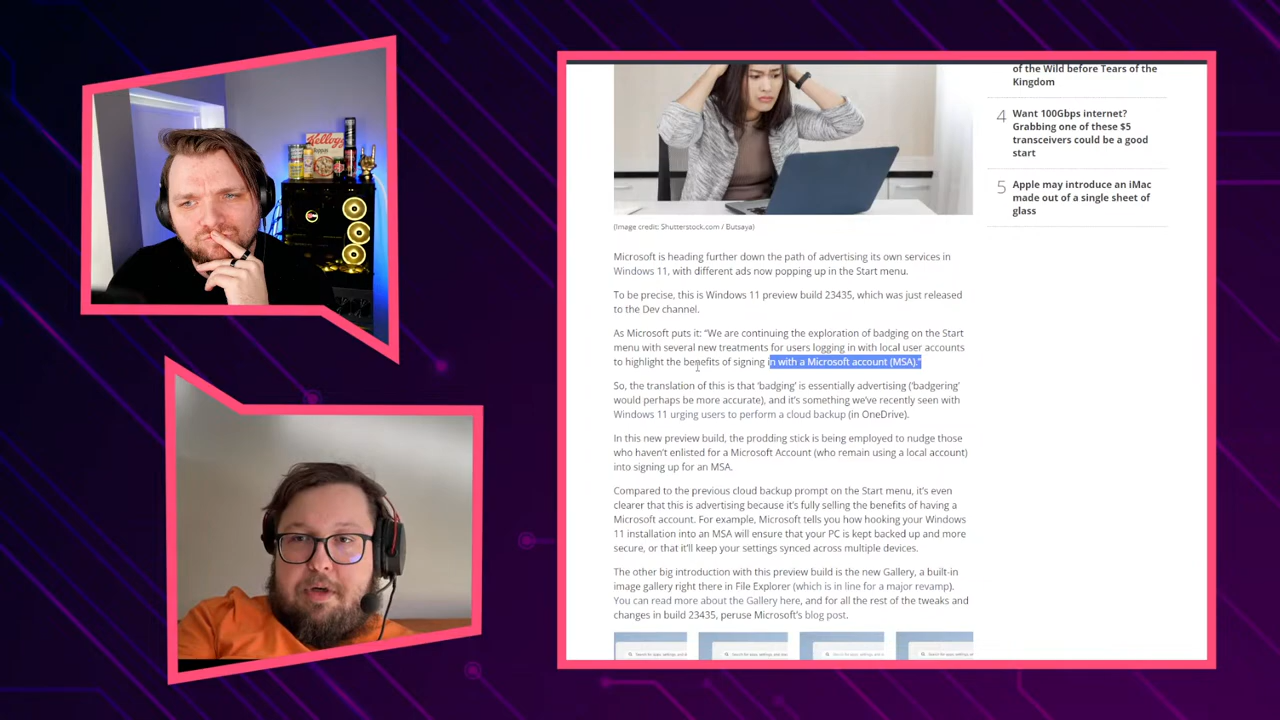 Kellogg's
of the Wild before Tears of the
Kingdom
4
Want 100Gbps internet?
Grabbing one of these $5
transceivers could be a good
start
5
Apple may introduce an iMac
made out of a single sheet of
glass
(Image credit: Shutterstock.com / Butsaya)
Microsoft is heading further down the path of advertising its own services in
Windows 11, with different ads now popping up in the Start menu.
To be precise, this is Windows 11 preview build 23435, which was just released
to the Dev channel.
As Microsoft puts it: “We are continuing the exploration of badging on the Start
menu with several new treatments for users logging in with local user accounts
to highlight the benefits of signing in with a Microsoft account (MSA).”
So, the translation of this is that ‘badging’ is essentially advertising (‘badgering’
would perhaps be more accurate), and it’s something we’ve recently seen with
Windows 11 urging users to perform a cloud backup (in OneDrive).
In this new preview build, the prodding stick is being employed to nudge those
who haven’t enlisted for a Microsoft Account (who remain using a local account)
into signing up for an MSA.
Compared to the previous cloud backup prompt on the Start menu, it’s even
clearer that this is advertising because it’s fully selling the benefits of having a
Microsoft account. For example, Microsoft tells you how hooking your Windows
11 installation into an MSA will ensure that your PC is kept backed up and more
secure, or that it’ll keep your settings synced across multiple devices.
The other big introduction with this preview build is the new Gallery, a built-in
image gallery right there in File Explorer (which is in line for a major revamp).
You can read more about the Gallery here, and for all the rest of the tweaks and
changes in build 23435, peruse Microsoft’s blog post.